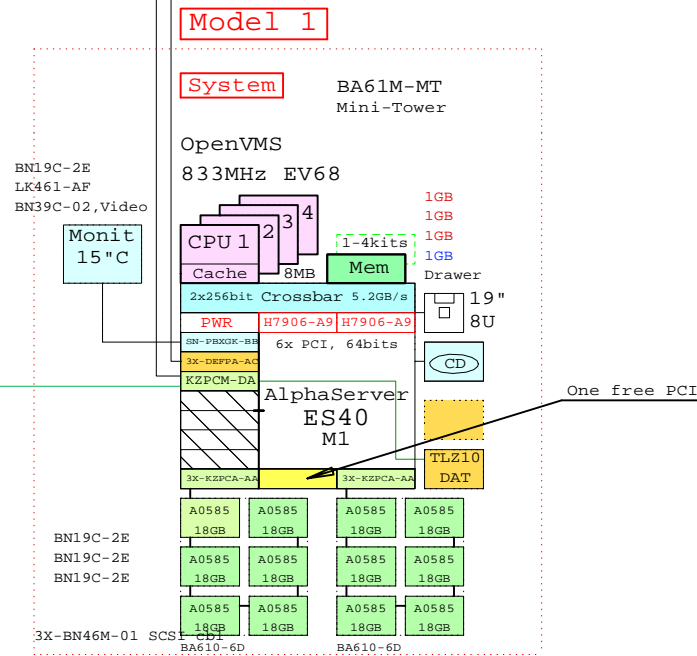 Model 1
System
BA61M-MT
Mini-Tower
OpenVMS
833MHz EV68
BN19C-2E
LK461-AF
BN39C-02,Video
Monit
15"C
CPU 1
2
3
4
Cache
8MB
1-4kits
Mem
1GB
1GB
1GB
1GB
Drawer
19"
8U
2x256bit Crossbar 5.2GB/s
PWR
H7906-A9
H7906-A9
SN-PBXGK-BB
6x PCI, 64bits
3X-DEFPA-AC
CD
KZPCM-DA
AlphaServer
ES40
M1
One free PCI
TLZ10
DAT
3X-KZPCA-AA
3X-KZPCA-AA
A0585
18GB
A0585
18GB
A0585
18GB
A0585
18GB
BN19C-2E
BN19C-2E
BN19C-2E
A0585
18GB
A0585
18GB
A0585
18GB
A0585
18GB
A0585
18GB
A0585
18GB
A0585
18GB
A0585
18GB
3X-BN46M-01 SCSI cbl
BA610-6D
BA610-6D